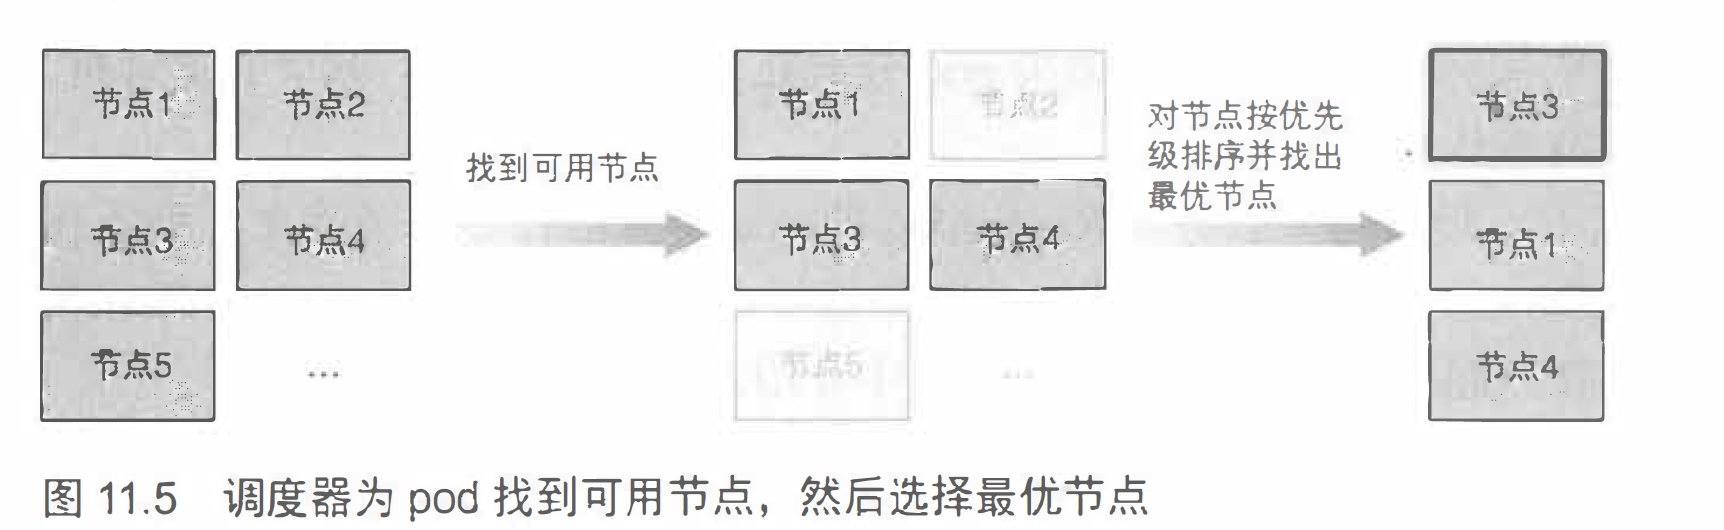 节点1 节点2
节点3 节点4
节点5 ...
找到可用节点
节点1 节点2
节点3 节点4
节点5 ...
对节点按优先
级排序并找出
最优节点
节点3
节点1
节点4
图 11.5 调度器为 pod 找到可用节点，然后选择最优节点